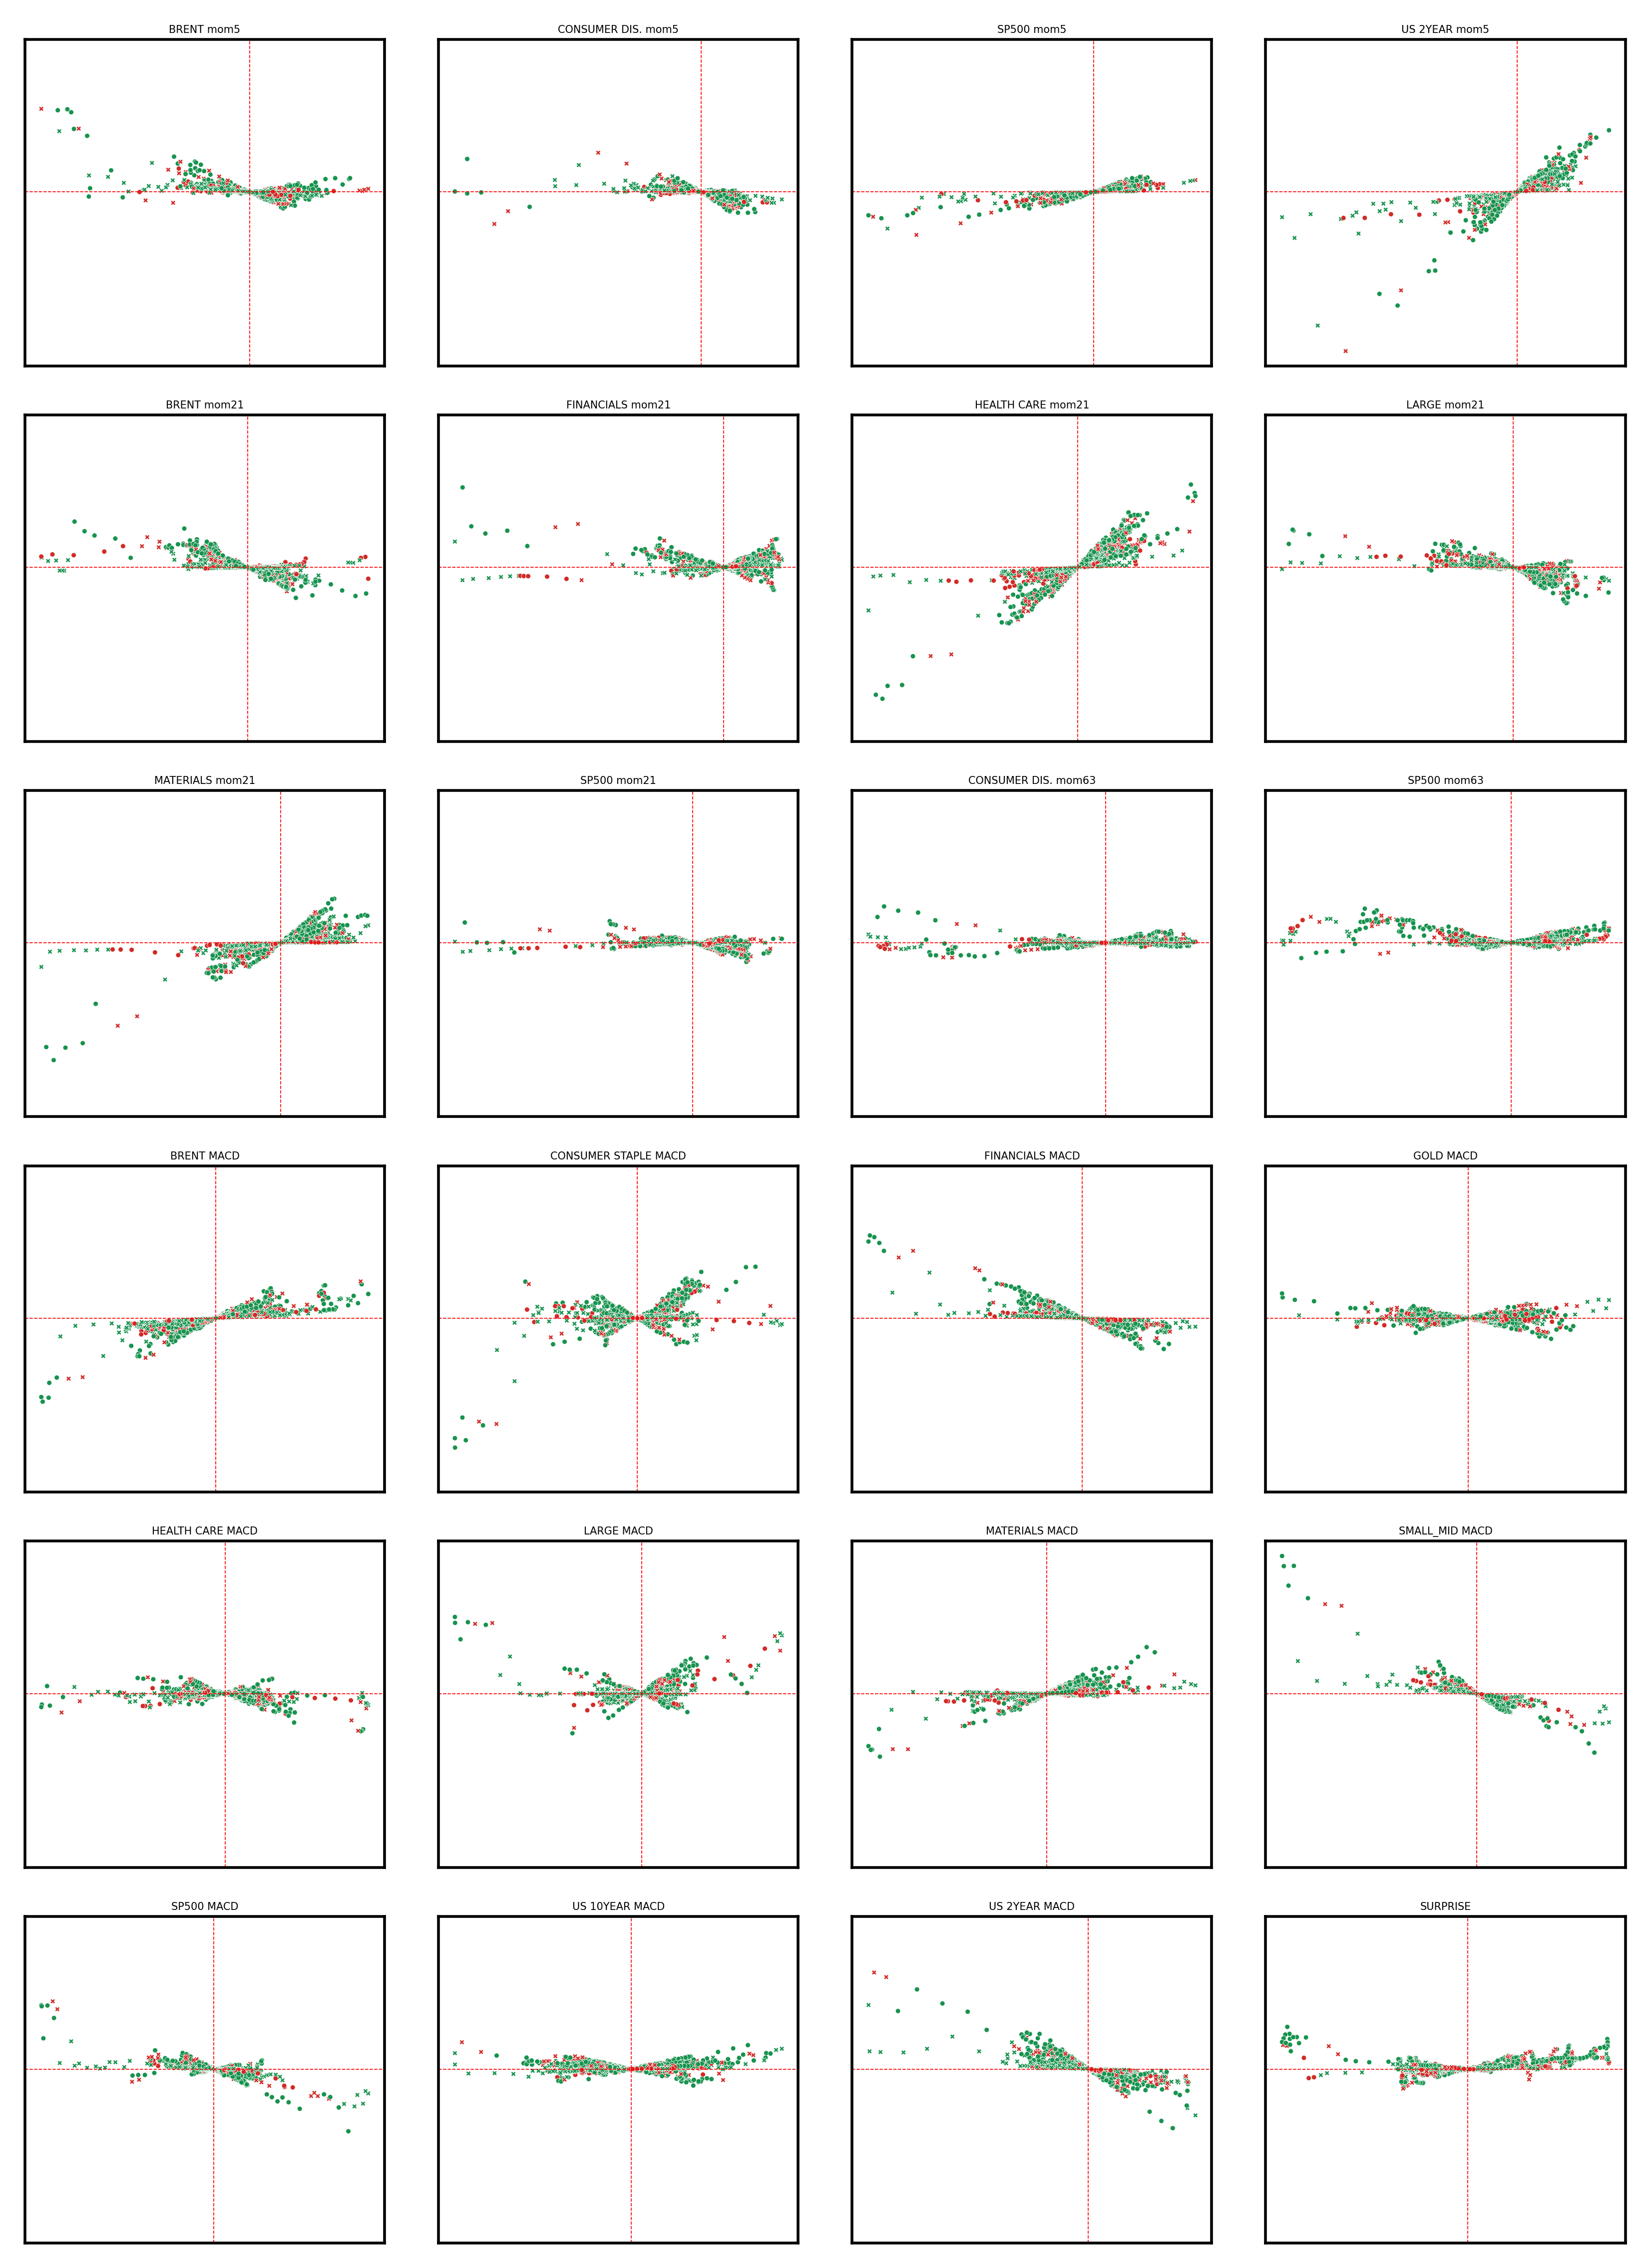 BRENT mom5
CONSUMER DIS. mom5
SP500 mom5
US 2YEAR mom5
BRENT mom21
FINANCIALS mom21
HEALTH CARE mom21
LARGE mom21
MATERIALS mom21
SP500 mom21
CONSUMER DIS. mom63
SP500 mom63
BRENT MACD
CONSUMER STAPLE MACD
FINANCIALS MACD
GOLD MACD
HEALTH CARE MACD
LARGE MACD
MATERIALS MACD
SMALL_MID MACD
SP500 MACD
US 10YEAR MACD
US 2YEAR MACD
SURPRISE